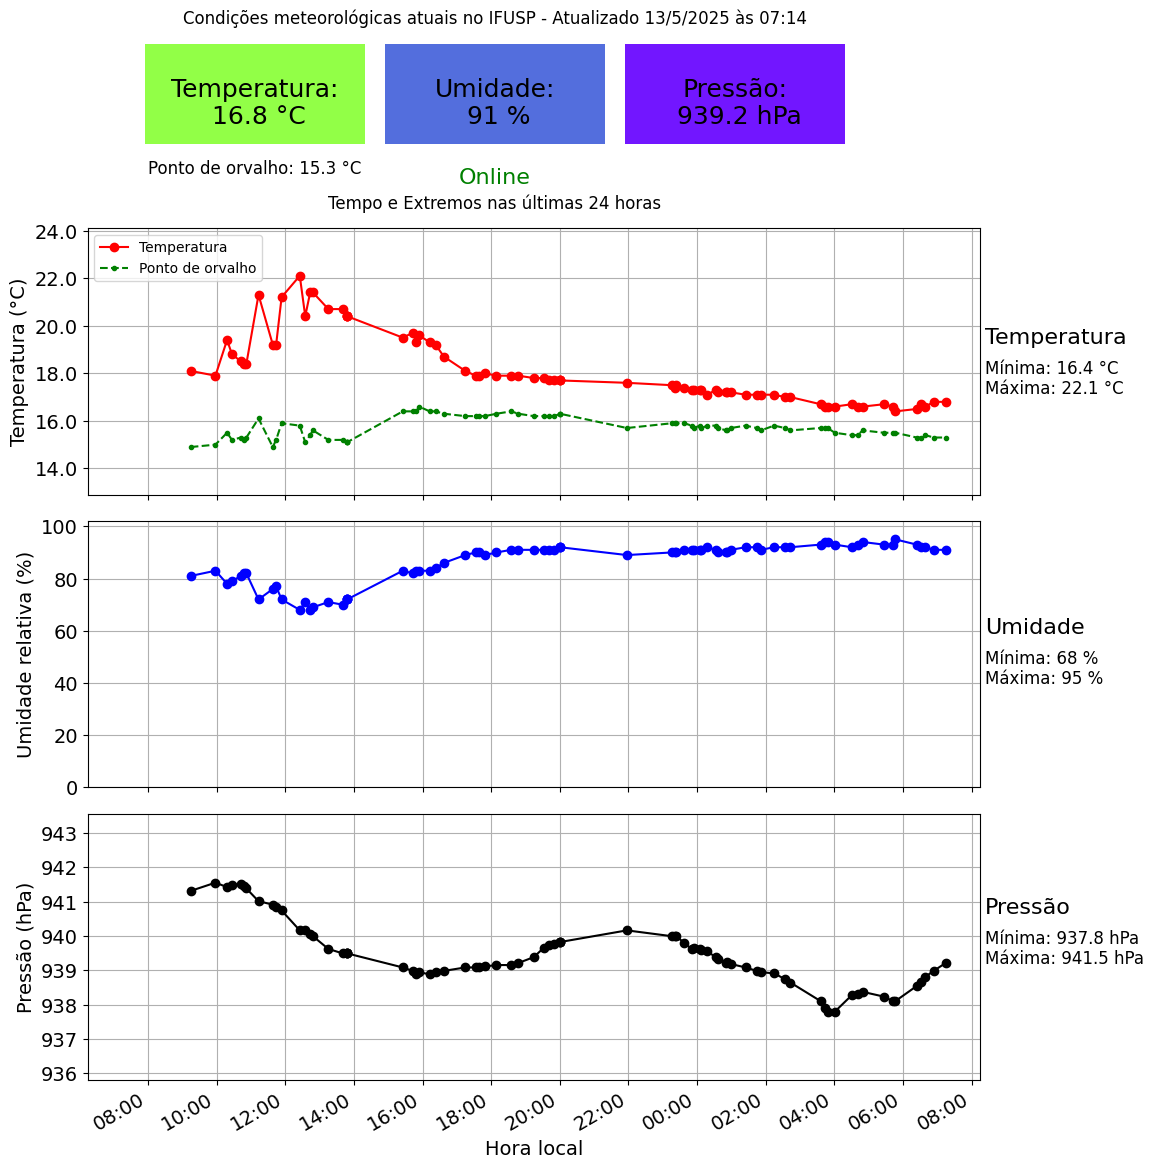 Condições meteorológicas atuais no IFUSP - Atualizado 13/5/2025 às 07:14
Temperatura:
16.8 °C
Umidade:
91 %
Pressão:
939.2 hPa
Ponto de orvalho: 15.3 °C
Online
Tempo e Extremos nas últimas 24 horas
Temperatura (°C)
24.0
22.0
20.0
18.0
16.0
14.0
Temperatura
Ponto de orvalho
Temperatura
Mínima: 16.4 °C
Máxima: 22.1 °C
Umidade relativa (%)
100
80
60
40
20
0
Umidade
Mínima: 68 %
Máxima: 95 %
Pressão (hPa)
943
942
941
940
939
938
937
936
Pressão
Mínima: 937.8 hPa
Máxima: 941.5 hPa
08:00
10:00
12:00
14:00
16:00
18:00
20:00
22:00
00:00
02:00
04:00
06:00
08:00
Hora local